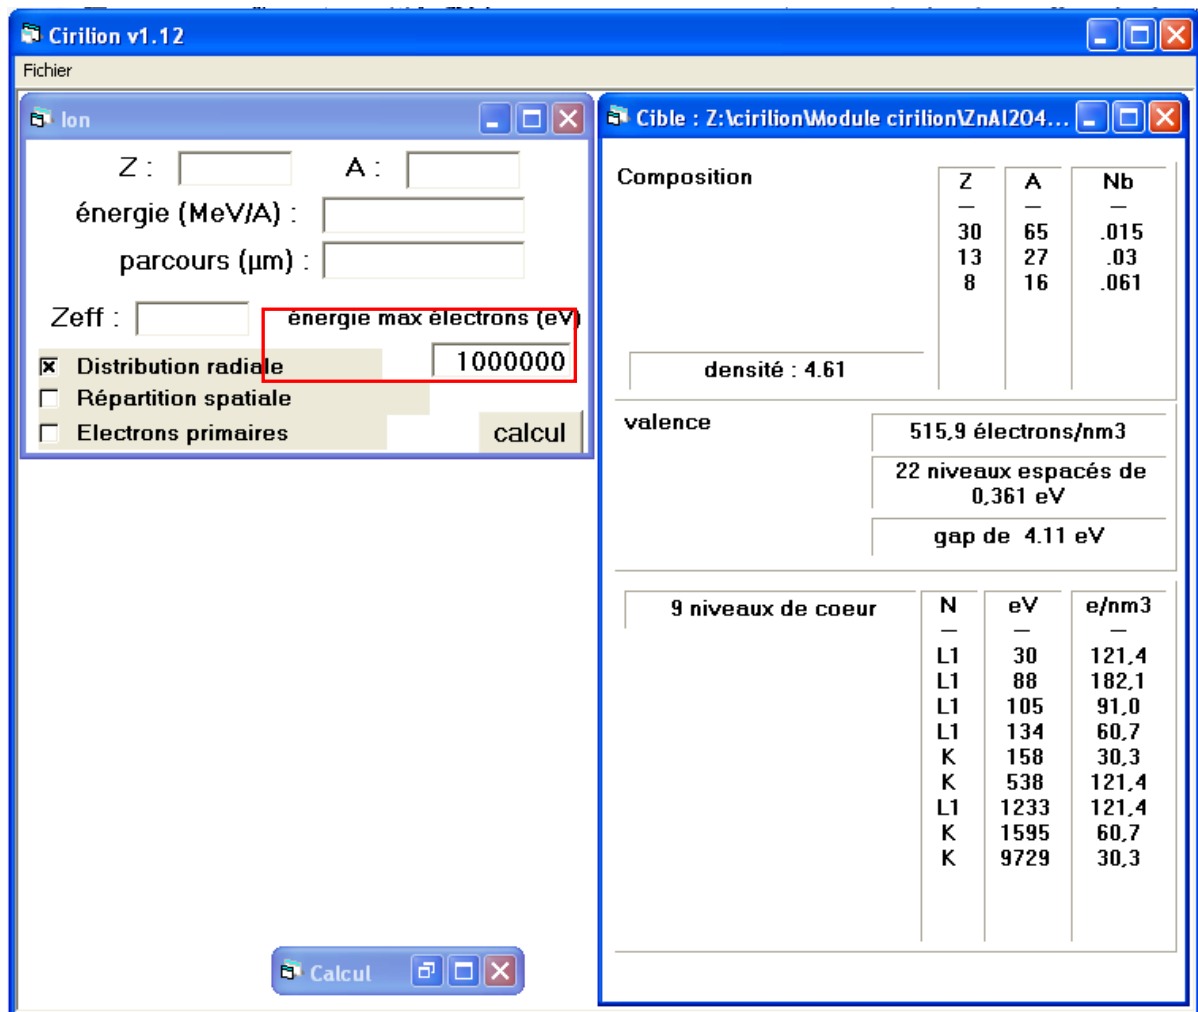 Cirilion v1.12
Fichier
Ion
Z :
A :
énergie (MeV/A) :
parcours (µm) :
Zeff :
énergie max électrons (eV)
1000000
Distribution radiale
Répartition spatiale
Electrons primaires
calcul
Cible : Z:\cirilion\Module cirilion\ZnAl2O4...
Composition
Z A Nb
— — —
30 65 .015
13 27 .03
8 16 .061
densité : 4.61
valence
515,9 électrons/nm3
22 niveaux espacés de
0,361 eV
gap de 4.11 eV
9 niveaux de coeur
N eV e/nm3
— — —
L1 30 121,4
L1 88 182,1
L1 105 91,0
L1 134 60,7
K 158 30,3
K 538 121,4
L1 1233 121,4
K 1595 60,7
K 9729 30,3
Calcul